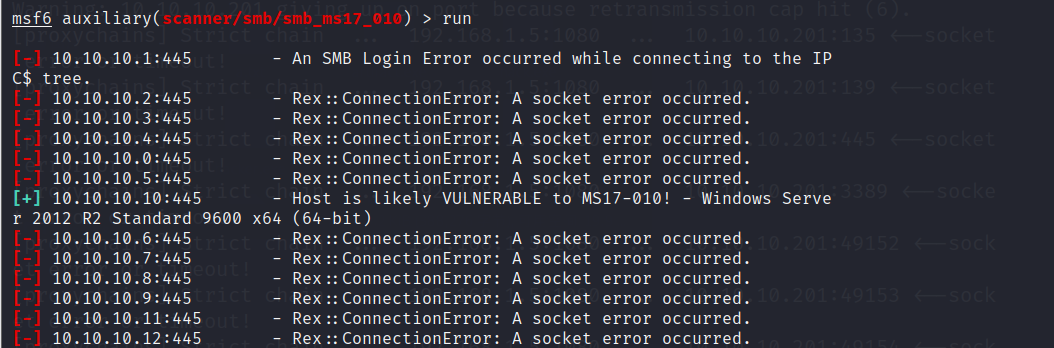 msf6 auxiliary(scanner/smb/smb_ms17_010) > run
[-] 10.10.10.1:445 - An SMB Login Error occurred while connecting to the IP
C$ tree.
[-] 10.10.10.2:445 - Rex::ConnectionError: A socket error occurred.
[-] 10.10.10.3:445 - Rex::ConnectionError: A socket error occurred.
[-] 10.10.10.4:445 - Rex::ConnectionError: A socket error occurred.
[-] 10.10.10.0:445 - Rex::ConnectionError: A socket error occurred.
[-] 10.10.10.5:445 - Rex::ConnectionError: A socket error occurred.
[+] 10.10.10.10:445 - Host is likely VULNERABLE to MS17-010! - Windows Serve
r 2012 R2 Standard 9600 x64 (64-bit)
[-] 10.10.10.6:445 - Rex::ConnectionError: A socket error occurred.
[-] 10.10.10.7:445 - Rex::ConnectionError: A socket error occurred.
[-] 10.10.10.8:445 - Rex::ConnectionError: A socket error occurred.
[-] 10.10.10.9:445 - Rex::ConnectionError: A socket error occurred.
[-] 10.10.10.11:445 - Rex::ConnectionError: A socket error occurred.
[-] 10.10.10.12:445 - Rex::ConnectionError: A socket error occurred.